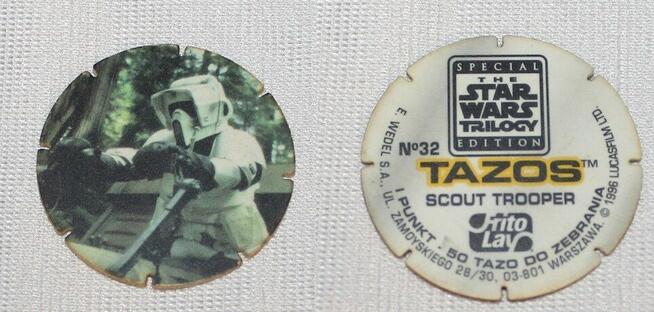 SPECIAL
THE
STAR
WARS
TRILOGY
EDITION
Nº32
TAZOS™
SCOUT TROOPER
Frito
Lay
1 PUNKT • 50 TAZO DO ZEBRANIA
E. WEDEL S.A., UL. ZAMOYSKIEGO 28/30, 03-801 WARSZAWA. © 1996 LUCASFILM LTD.